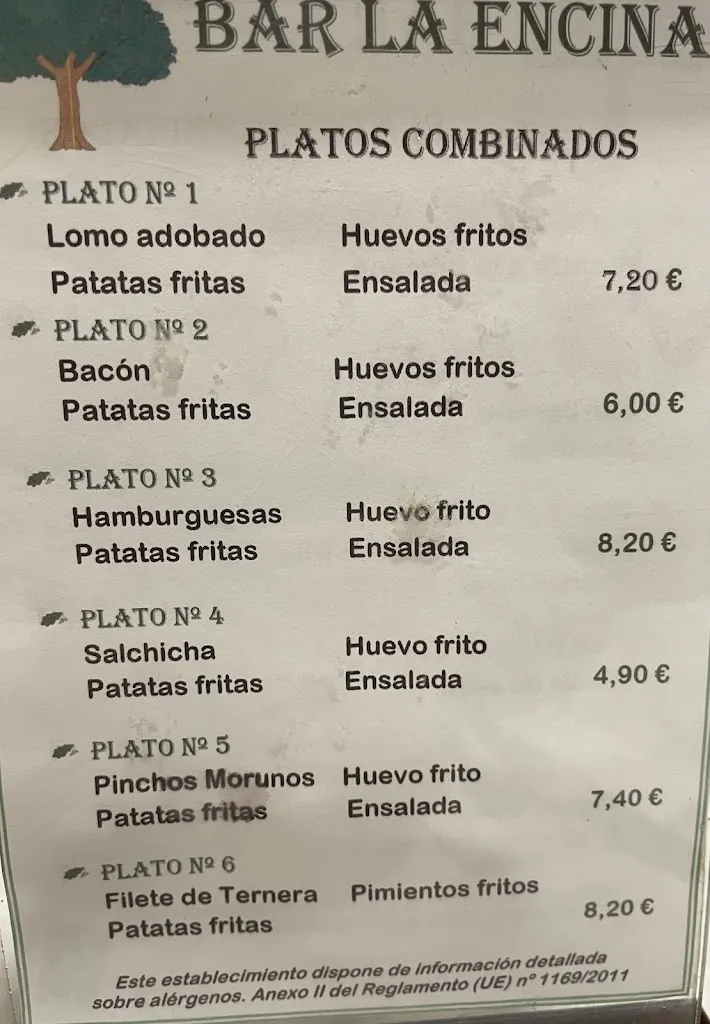 BAR LA ENCINA
PLATOS COMBINADOS
PLATO Nº 1
Lomo adobado Huevos fritos
Patatas fritas Ensalada 7,20 €
PLATO Nº 2
Bacón Huevos fritos
Patatas fritas Ensalada 6,00 €
PLATO Nº 3
Hamburguesas Huevo frito
Patatas fritas Ensalada 8,20 €
PLATO Nº 4
Salchicha Huevo frito
Patatas fritas Ensalada 4,90 €
PLATO Nº 5
Pinchos Morunos Huevo frito
Patatas fritas Ensalada 7,40 €
PLATO Nº 6
Filete de Ternera Pimientos fritos
Patatas fritas 8,20 €
Este establecimiento dispone de información detallada
sobre alérgenos. Anexo II del Reglamento (UE) nº 1169/2011